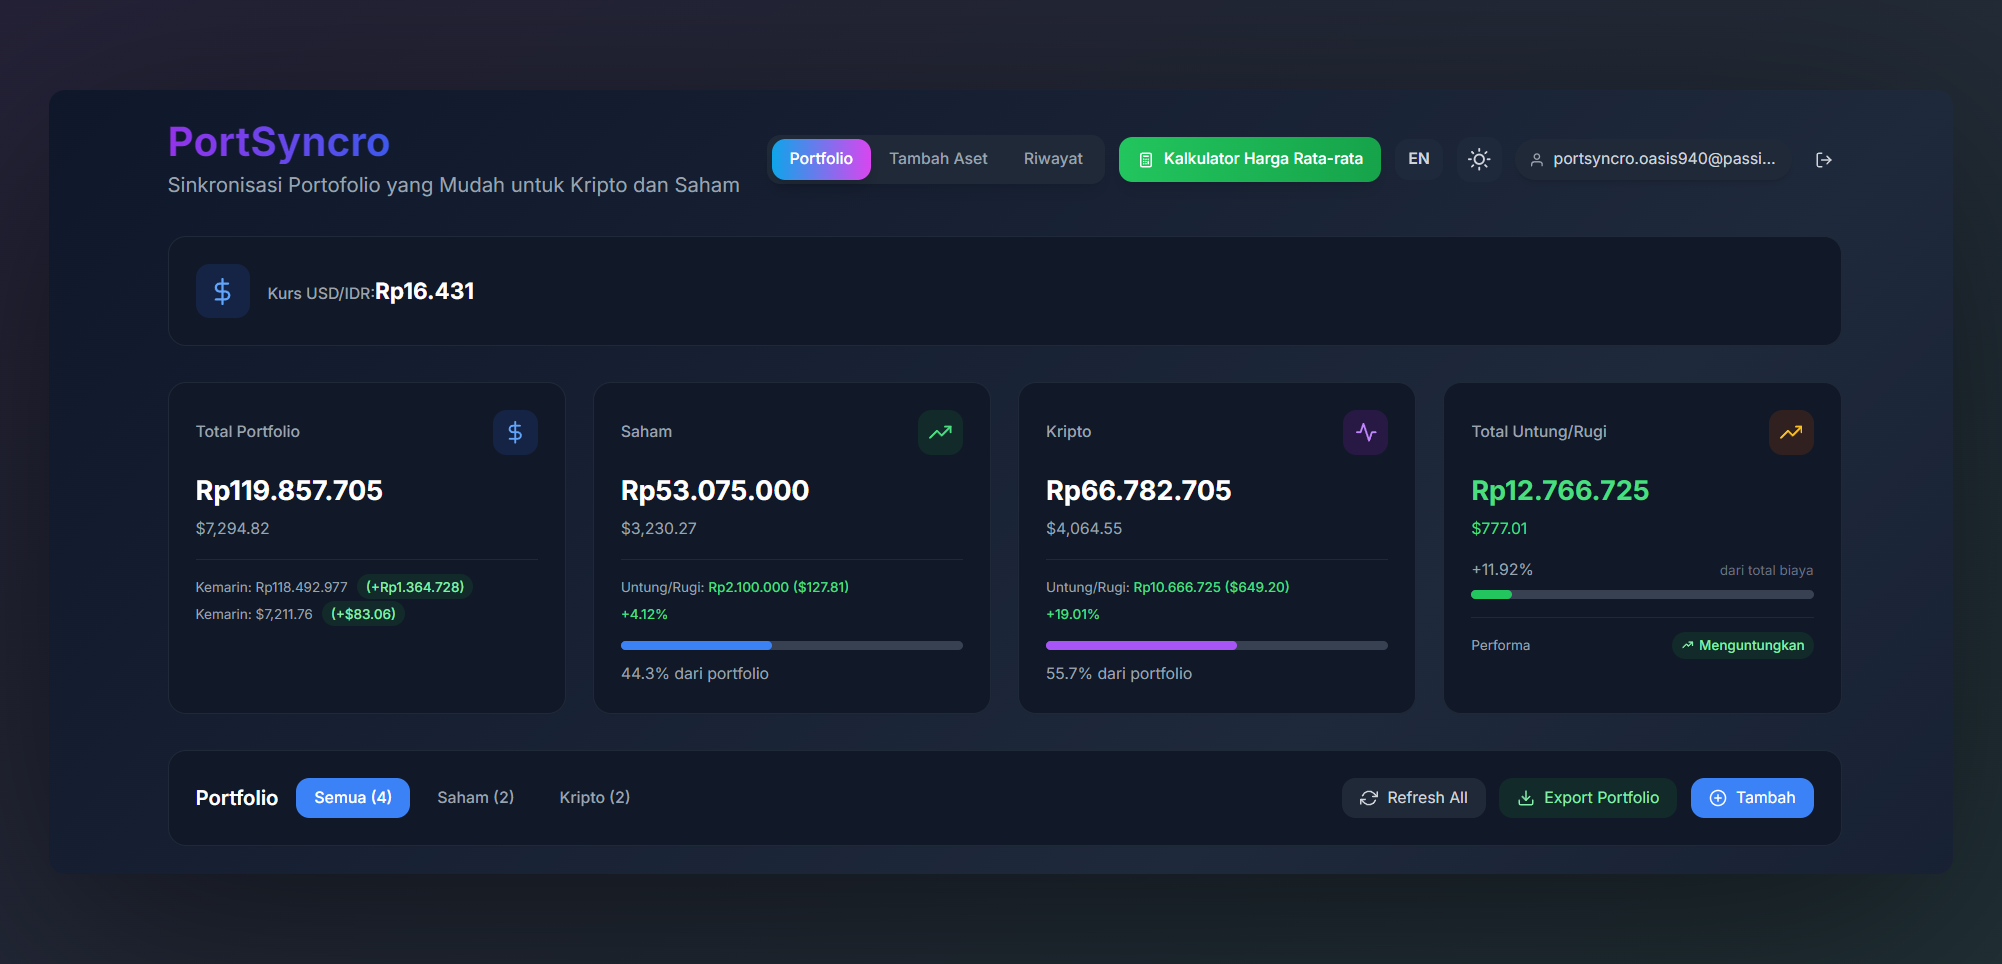 PortSyncro
Sinkronisasi Portofolio yang Mudah untuk Kripto dan Saham
Portfolio
Tambah Aset
Riwayat
Kalkulator Harga Rata-rata
EN
portsyncro.oasis940@passi...
Kurs USD/IDR:Rp16.431
Total Portfolio
Rp119.857.705
$7,294.82
Kemarin: Rp118.492.977 (+Rp1.364.728)
Kemarin: $7,211.76 (+$83.06)
Saham
Rp53.075.000
$3,230.27
Untung/Rugi: Rp2.100.000 ($127.81)
+4.12%
44.3% dari portfolio
Kripto
Rp66.782.705
$4,064.55
Untung/Rugi: Rp10.666.725 ($649.20)
+19.01%
55.7% dari portfolio
Total Untung/Rugi
Rp12.766.725
$777.01
+11.92% dari total biaya
Performa Menguntungkan
Portfolio
Semua (4)
Saham (2)
Kripto (2)
Refresh All
Export Portfolio
Tambah